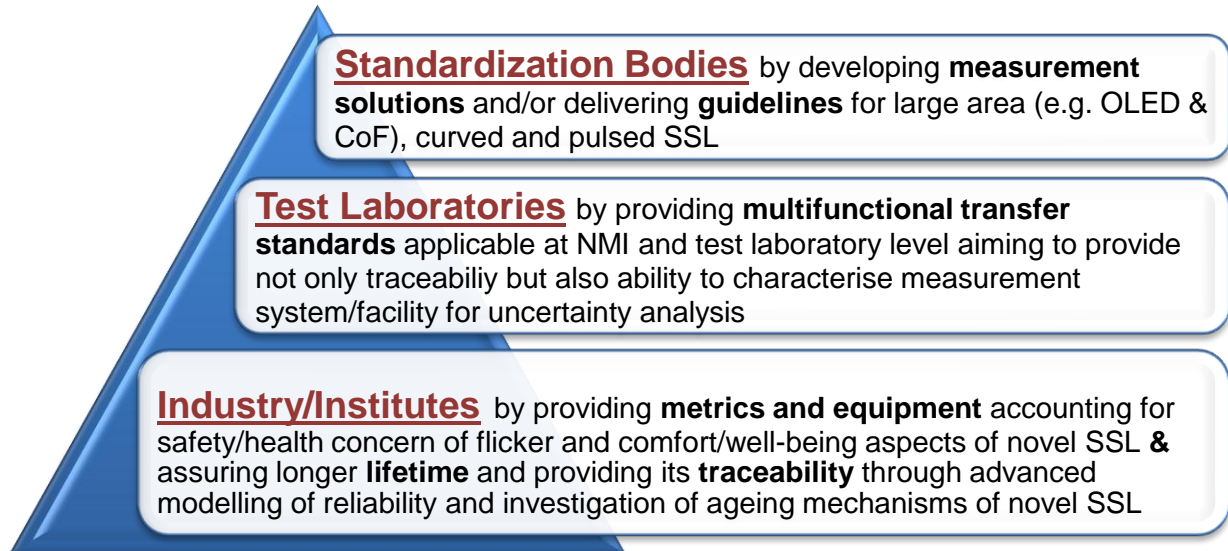 Standardization Bodies by developing measurement
solutions and/or delivering guidelines for large area (e.g. OLED &
CoF), curved and pulsed SSL
Test Laboratories by providing multifunctional transfer
standards applicable at NMI and test laboratory level aiming to provide
not only traceabiliy but also ability to characterise measurement
system/facility for uncertainty analysis
Industry/Institutes by providing metrics and equipment accounting for
safety/health concern of flicker and comfort/well-being aspects of novel SSL &
assuring longer lifetime and providing its traceability through advanced
modelling of reliability and investigation of ageing mechanisms of novel SSL